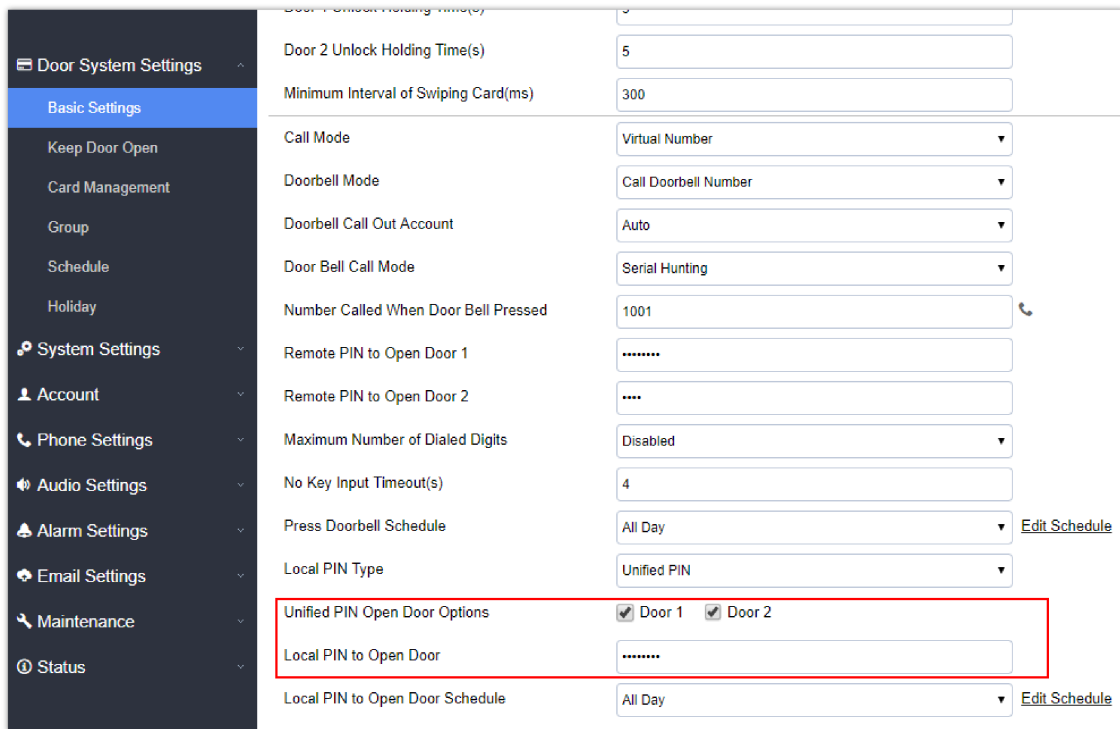 Door System Settings
Basic Settings
Keep Door Open
Card Management
Group
Schedule
Holiday
System Settings
Account
Phone Settings
Audio Settings
Alarm Settings
Email Settings
Maintenance
Status
Door 2 Unlock Holding Time(s) 5
Minimum Interval of Swiping Card(ms) 300
Call Mode Virtual Number
Doorbell Mode Call Doorbell Number
Doorbell Call Out Account Auto
Door Bell Call Mode Serial Hunting
Number Called When Door Bell Pressed 1001
Remote PIN to Open Door 1 ••••••••
Remote PIN to Open Door 2 ••••
Maximum Number of Dialed Digits Disabled
No Key Input Timeout(s) 4
Press Doorbell Schedule All Day Edit Schedule
Local PIN Type Unified PIN
Unified PIN Open Door Options Door 1 Door 2
Local PIN to Open Door ••••••••
Local PIN to Open Door Schedule All Day Edit Schedule